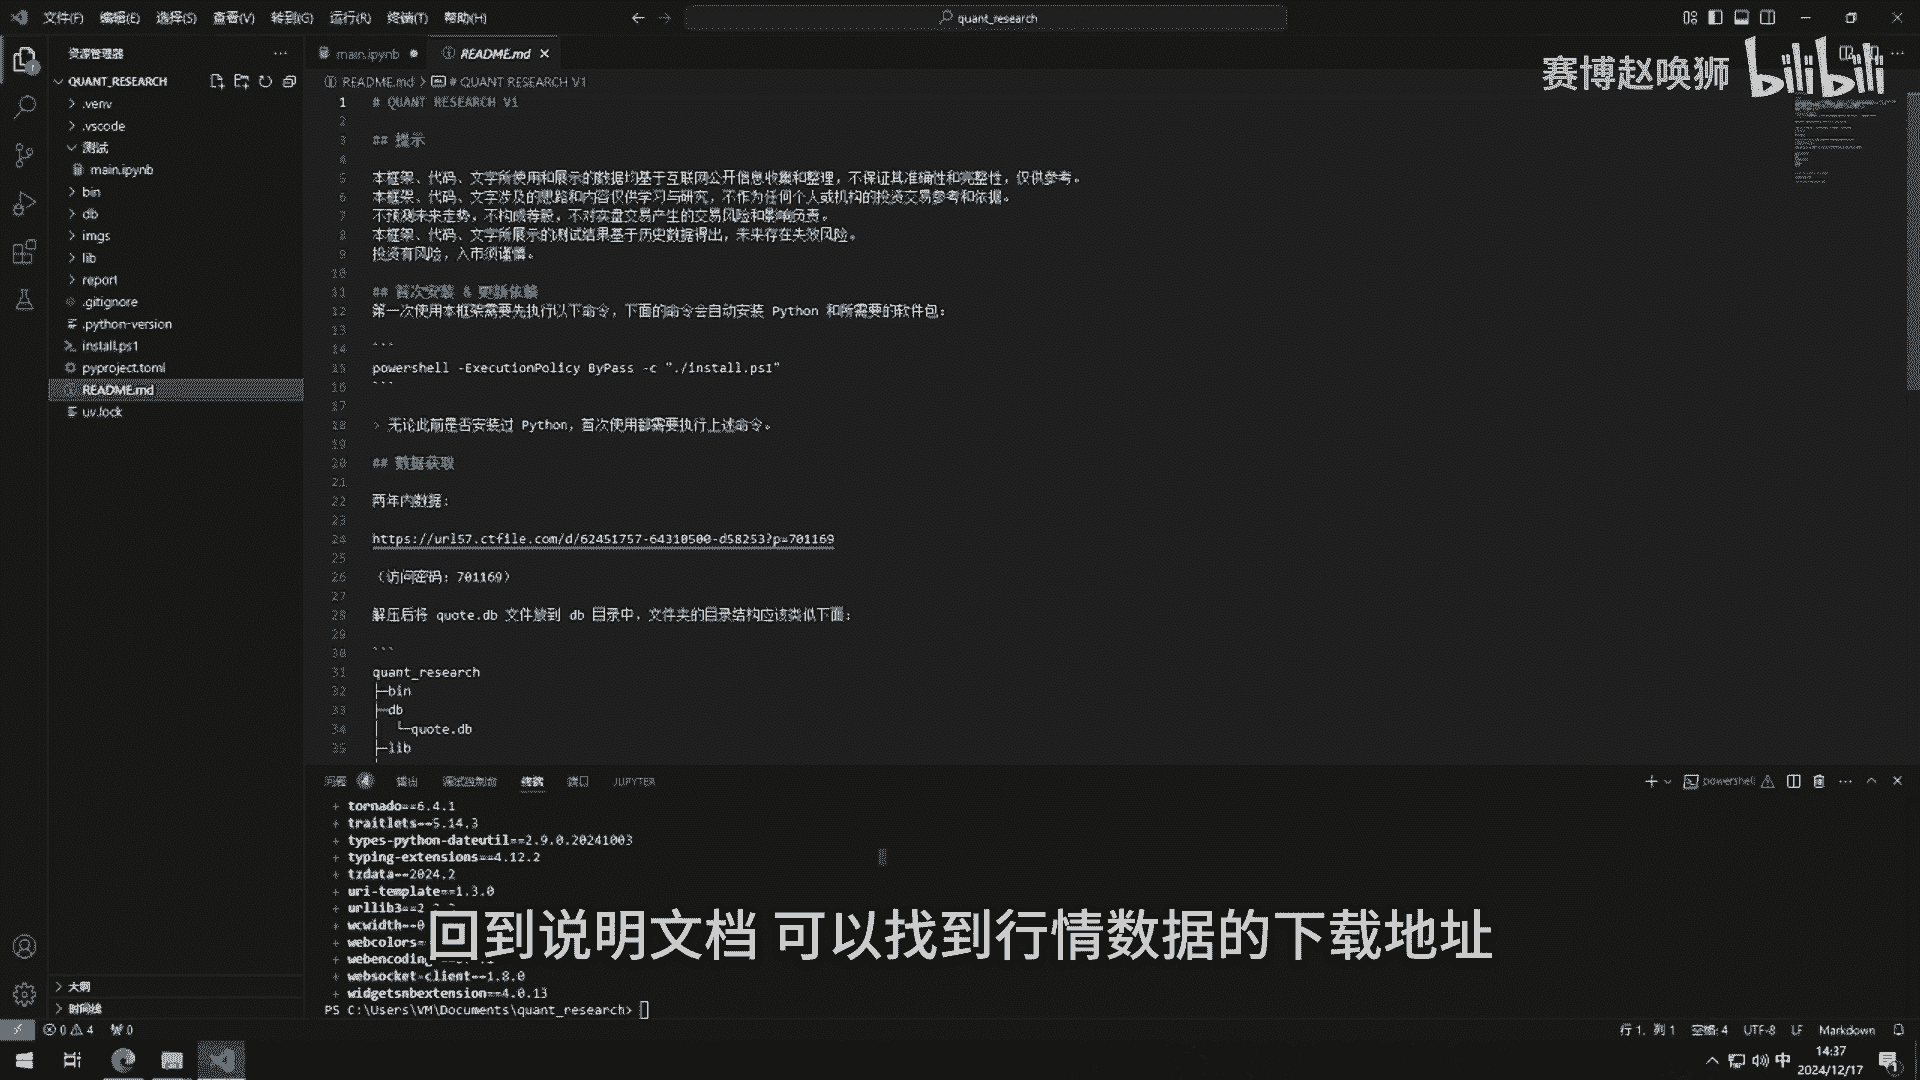 文件(F) 编辑(E) 选择(S) 查看(V) 转到(G) 运行(R) 终端(T) 帮助(H)
quant_research
资源管理器
main.ipynb
README.md
赛博赵唤狮
bilibili
QUANT_RESEARCH
README.md > # QUANT RESEARCH V1
.venv
.vscode
测试
main.ipynb
bin
db
imgs
lib
report
.gitignore
.python-version
install.ps1
pyproject.toml
README.md
uv.lock
大纲
时间线
1 # QUANT RESEARCH V1
2
3 ## 提示
4
5 本框架、代码、文字所使用和展示的数据均基于互联网公开信息收集和整理，不保证其准确性和完整性，仅供参考。
6 本框架、代码、文字涉及的思路和内容仅供学习与研究，不作为任何个人或机构的投资交易参考和依据。
7 不预测未来走势，不构成荐股，不对实盘交易产生的交易风险和影响负责。
8 本框架、代码、文字所展示的测试结果基于历史数据得出，未来存在失效风险。
9 投资有风险，入市须谨慎。
10
11 ## 首次安装 & 更新依赖
12 第一次使用本框架需要先执行以下命令，下面的命令会自动安装 Python 和所需要的软件包：
13
14 ```
15 powershell -ExecutionPolicy ByPass -c "./install.ps1"
16 ```
17
18 > 无论此前是否安装过 Python，首次使用都需要执行上述命令。
19
20 ## 数据获取
21
22 两年内数据：
23
24 https://url57.ctfile.com/d/62451757-64310500-d58253?p=701169
25
26 （访问密码：701169）
27
28 解压后将 quote.db 文件放到 db 目录中，文件夹的目录结构应该类似下面：
29
30 ```
31 quant_research
32 ├─bin
33 ├─db
34 │ └─quote.db
35 ├─lib
问题 4 输出 调试控制台 终端 端口 JUPYTER
powershell
+ tornado==6.4.1
+ traitlets==5.14.3
+ types-python-dateutil==2.9.0.20241003
+ typing-extensions==4.12.2
+ tzdata==2024.2
+ uri-template==1.3.0
+ urllib3==2
+ wcwidth==0
+ webcolors=
+ webencoding
+ websocket-client==1.8.0
+ widgetsnbextension==4.0.13
PS C:\Users\VM\Documents\quant_research>
回到说明文档 可以找到行情数据的下载地址
0 4 0
行 1，列 1 空格: 4 UTF-8 LF Markdown
中
14:37
2024/12/17